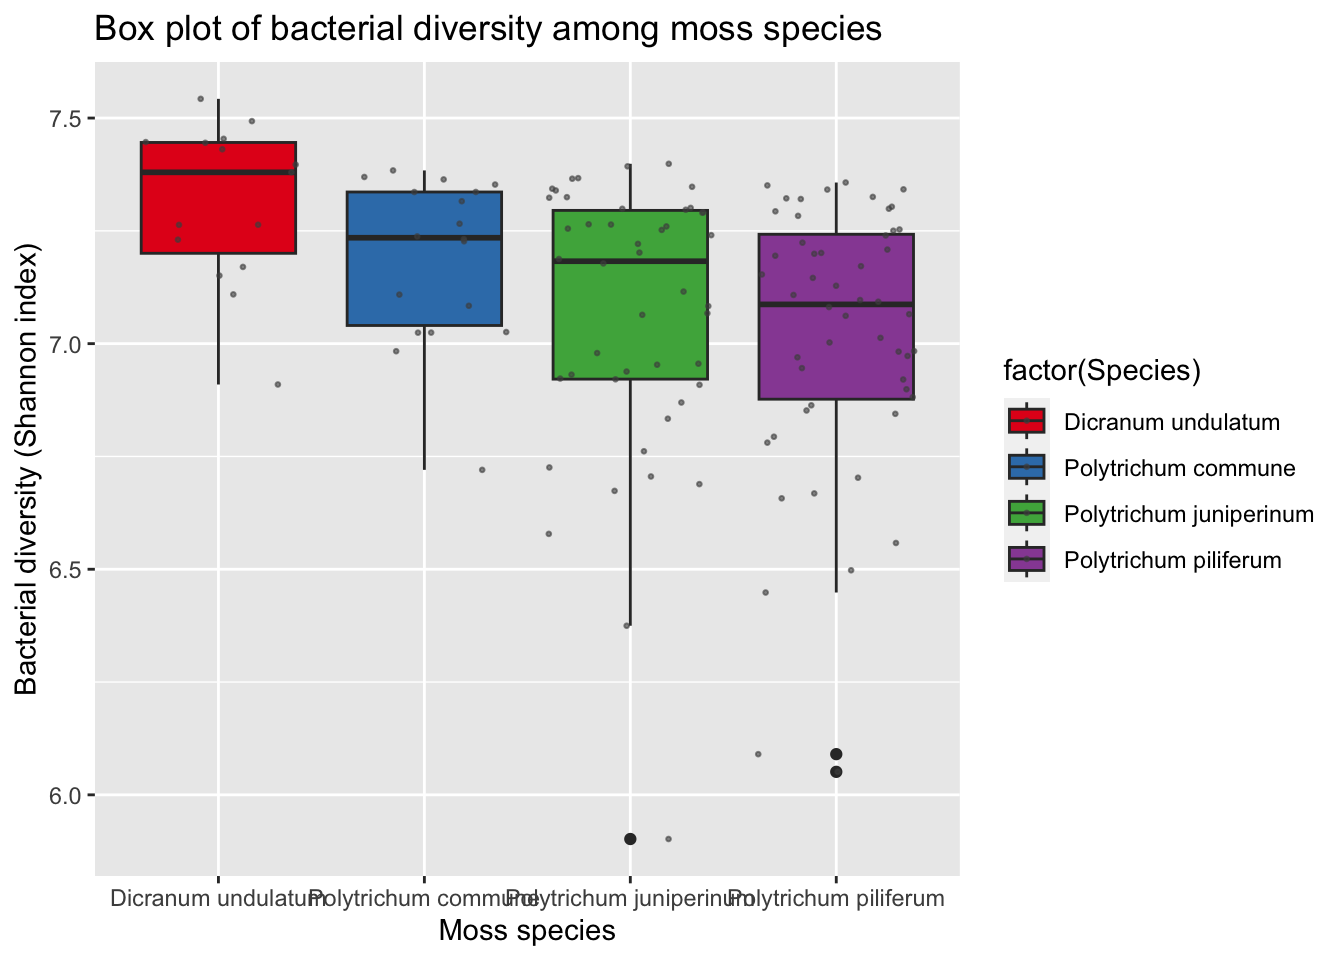 Box plot of bacterial diversity among moss species
Bacterial diversity (Shannon index)
7.5
7.0
6.5
6.0
Dicranum undulatum Polytrichum commune Polytrichum juniperinum Polytrichum piliferum
Moss species
factor(Species)
Dicranum undulatum
Polytrichum commune
Polytrichum juniperinum
Polytrichum piliferum